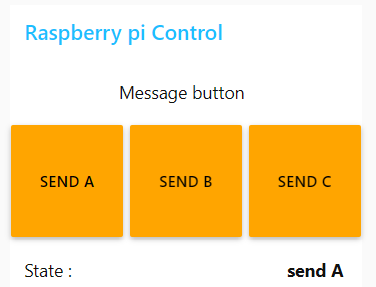 Raspberry pi Control
Message button
SEND A SEND B SEND C
State : send A